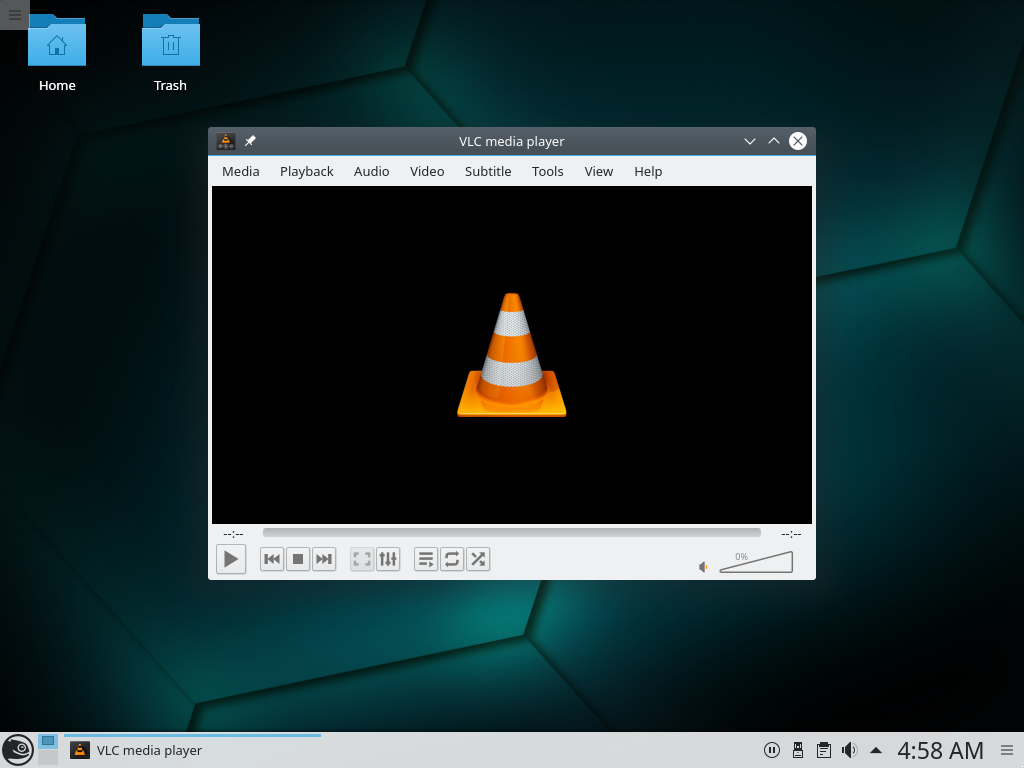 Home
Trash
VLC media player
Media Playback Audio Video Subtitle Tools View Help
--:-- --:--
0%
VLC media player
4:58 AM